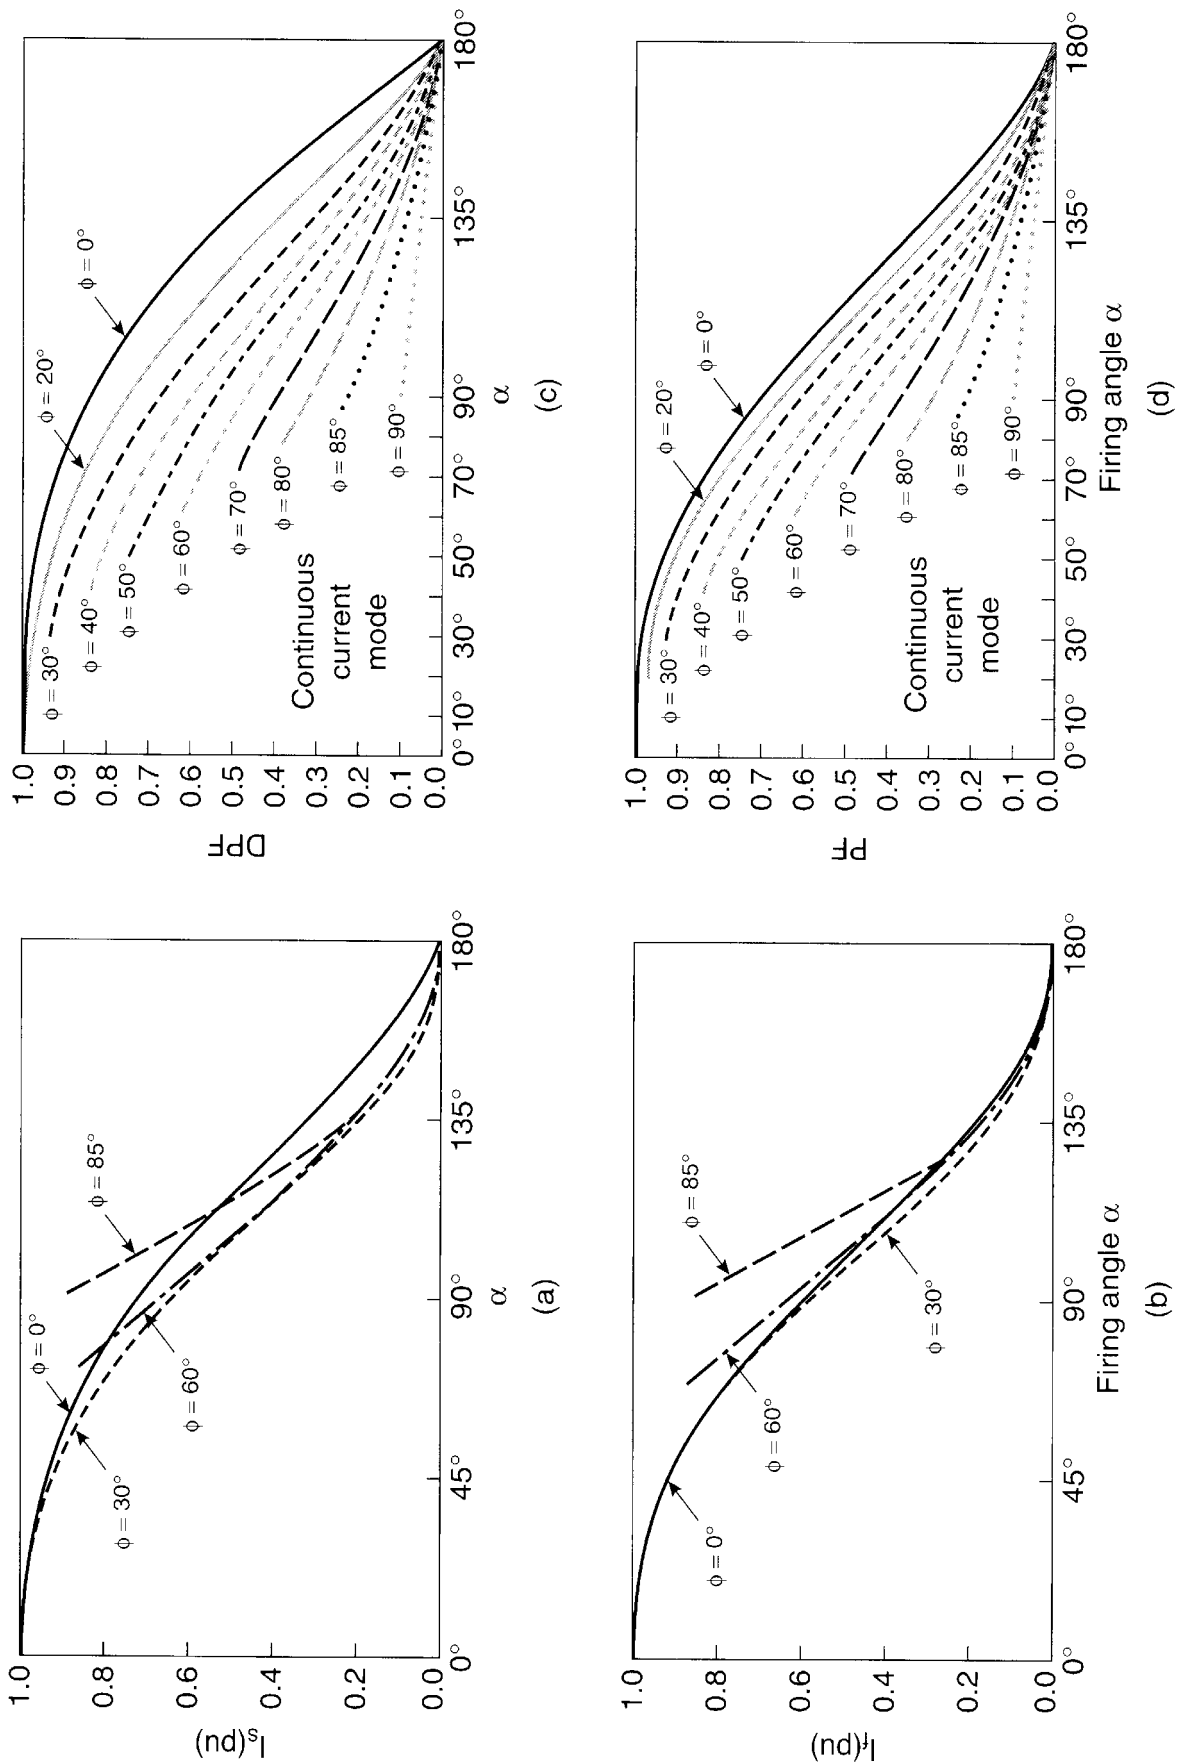 I_s(pu)
1.0
0.8
0.6
0.4
0.2
0.0
ϕ = 0°
ϕ = 30°
ϕ = 60°
ϕ = 85°
0°
45°
90°
135°
180°
α
(a)
I_f(pu)
1.0
0.8
0.6
0.4
0.2
0.0
ϕ = 0°
ϕ = 60°
ϕ = 30°
ϕ = 85°
0°
45°
90°
135°
180°
Firing angle α
(b)
DPF
1.0
0.9
0.8
0.7
0.6
0.5
0.4
0.3
0.2
0.1
0.0
ϕ = 0°
ϕ = 20°
ϕ = 30°
ϕ = 40°
ϕ = 50°
ϕ = 60°
ϕ = 70°
ϕ = 80°
ϕ = 85°
ϕ = 90°
Continuous
current
mode
0°
10°
30°
50°
70°
90°
135°
180°
α
(c)
PF
1.0
0.9
0.8
0.7
0.6
0.5
0.4
0.3
0.2
0.1
0.0
ϕ = 0°
ϕ = 20°
ϕ = 30°
ϕ = 40°
ϕ = 50°
ϕ = 60°
ϕ = 70°
ϕ = 80°
ϕ = 85°
ϕ = 90°
Continuous
current
mode
0°
10°
30°
50°
70°
90°
135°
180°
Firing angle α
(d)